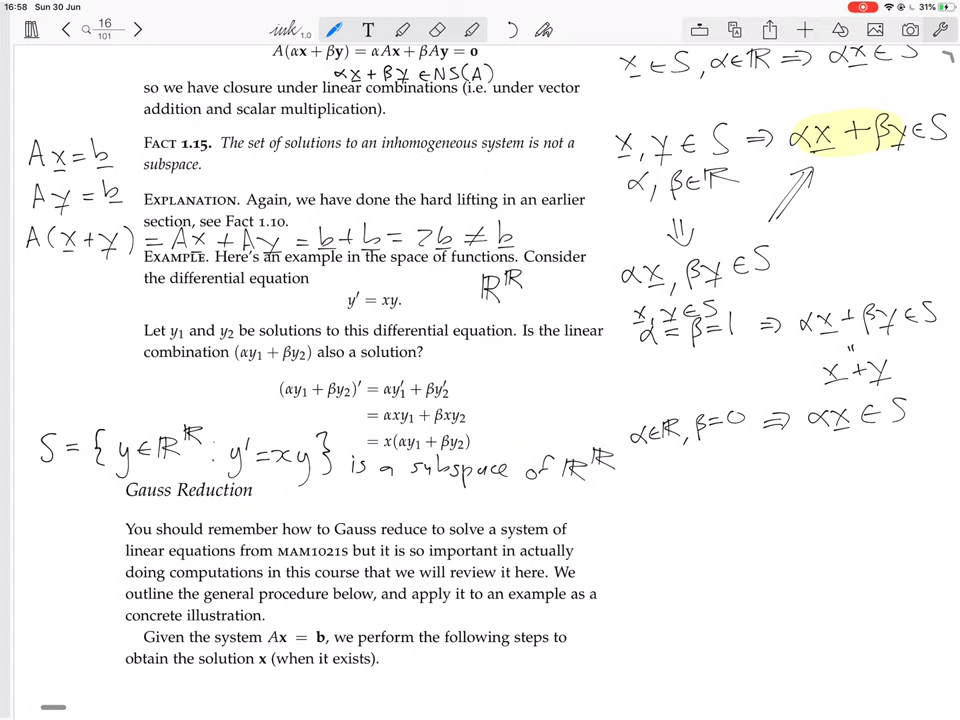 16:58 Sun 30 Jun
31%
16
101
ink 1.0
T
A(αx + βy) = αAx + βAy = 0
αx + βy ∈ NS(A)
so we have closure under linear combinations (i.e. under vector
addition and scalar multiplication).
FACT 1.15. The set of solutions to an inhomogeneous system is not a
subspace.
Ax = b
Ay = b
EXPLANATION. Again, we have done the hard lifting in an earlier
section, see Fact 1.10.
A(x+y) = Ax + Ay = b + b = 2b ≠ b
EXAMPLE. Here's an example in the space of functions. Consider
the differential equation
ℝ^ℝ
y′ = xy.
Let y₁ and y₂ be solutions to this differential equation. Is the linear
combination (αy₁ + βy₂) also a solution?
(αy₁ + βy₂)′ = αy₁′ + βy₂′
= αxy₁ + βxy₂
= x(αy₁ + βy₂)
S = { y ∈ ℝ^ℝ : y′ = xy } is a subspace of ℝ^ℝ
Gauss Reduction
You should remember how to Gauss reduce to solve a system of
linear equations from MAM1021S but it is so important in actually
doing computations in this course that we will review it here. We
outline the general procedure below, and apply it to an example as a
concrete illustration.
Given the system Ax = b, we perform the following steps to
obtain the solution x (when it exists).
x ∈ S, α ∈ ℝ ⟹ αx ∈ S
x, y ∈ S ⟹ αx + βy ∈ S
α, β ∈ ℝ
⇓
αx, βy ∈ S
x, y ∈ S
α = β = 1 ⟹ αx + βy ∈ S
"
x + y
α ∈ ℝ, β = 0 ⟹ αx ∈ S